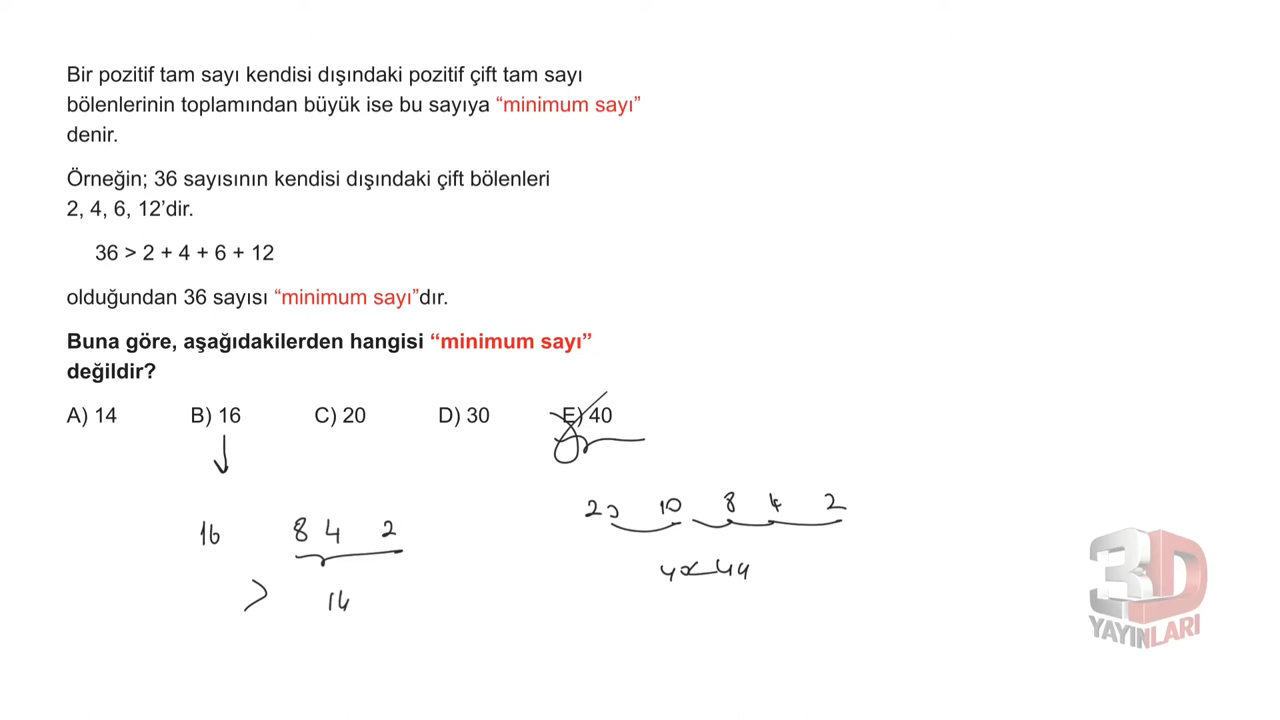 Bir pozitif tam sayı kendisi dışındaki pozitif çift tam sayı
bölenlerinin toplamından büyük ise bu sayıya “minimum sayı”
denir.
Örneğin; 36 sayısının kendisi dışındaki çift bölenleri
2, 4, 6, 12’dir.
36 > 2 + 4 + 6 + 12
olduğundan 36 sayısı “minimum sayı”dır.
Buna göre, aşağıdakilerden hangisi “minimum sayı”
değildir?
A) 14 B) 16 C) 20 D) 30 E) 40
20 10 8 4 2
16 8 4 2
40 < 44
> 14
3D
YAYINLARI